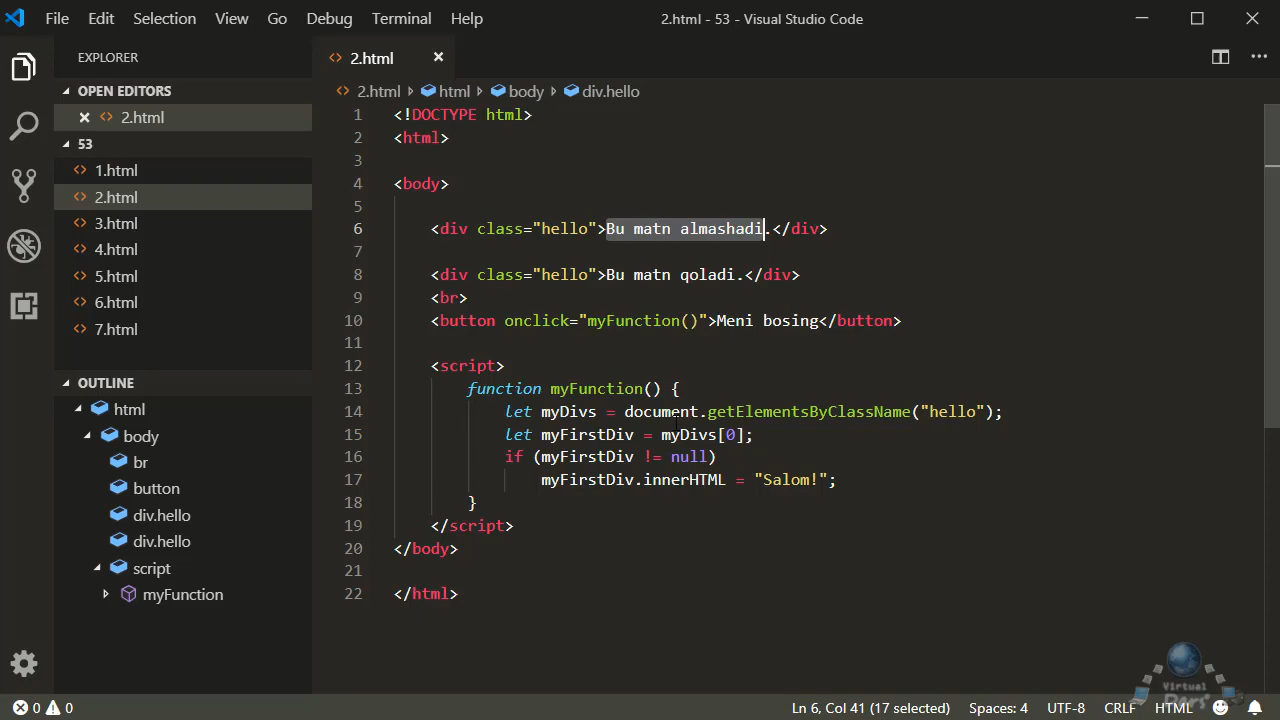 File Edit Selection View Go Debug Terminal Help
2.html - 53 - Visual Studio Code
EXPLORER
OPEN EDITORS
2.html
53
1.html
2.html
3.html
4.html
5.html
6.html
7.html
OUTLINE
html
body
br
button
div.hello
div.hello
script
myFunction
2.html
2.html html body div.hello
1 <!DOCTYPE html>
2 <html>
3
4 <body>
5
6 <div class="hello">Bu matn almashadi.</div>
7
8 <div class="hello">Bu matn qoladi.</div>
9 <br>
10 <button onclick="myFunction()">Meni bosing</button>
11
12 <script>
13 function myFunction() {
14 let myDivs = document.getElementsByClassName("hello");
15 let myFirstDiv = myDivs[0];
16 if (myFirstDiv != null)
17 myFirstDiv.innerHTML = "Salom!";
18 }
19 </script>
20 </body>
21
22 </html>
Virtual
Dars
0 0
Ln 6, Col 41 (17 selected) Spaces: 4 UTF-8 CRLF HTML